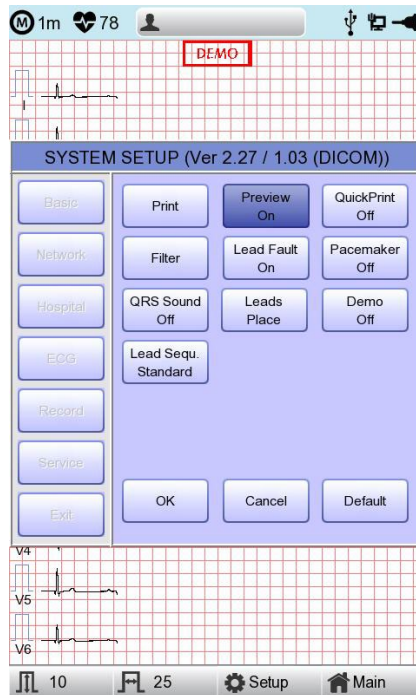 M 1m 78
DEMO
I
SYSTEM SETUP (Ver 2.27 / 1.03 (DICOM))
Basic
Network
Hospital
ECG
Record
Service
Exit
Print
Preview
On
QuickPrint
Off
Filter
Lead Fault
On
Pacemaker
Off
QRS Sound
Off
Leads
Place
Demo
Off
Lead Sequ.
Standard
OK
Cancel
Default
V4
V5
V6
10 25 Setup Main